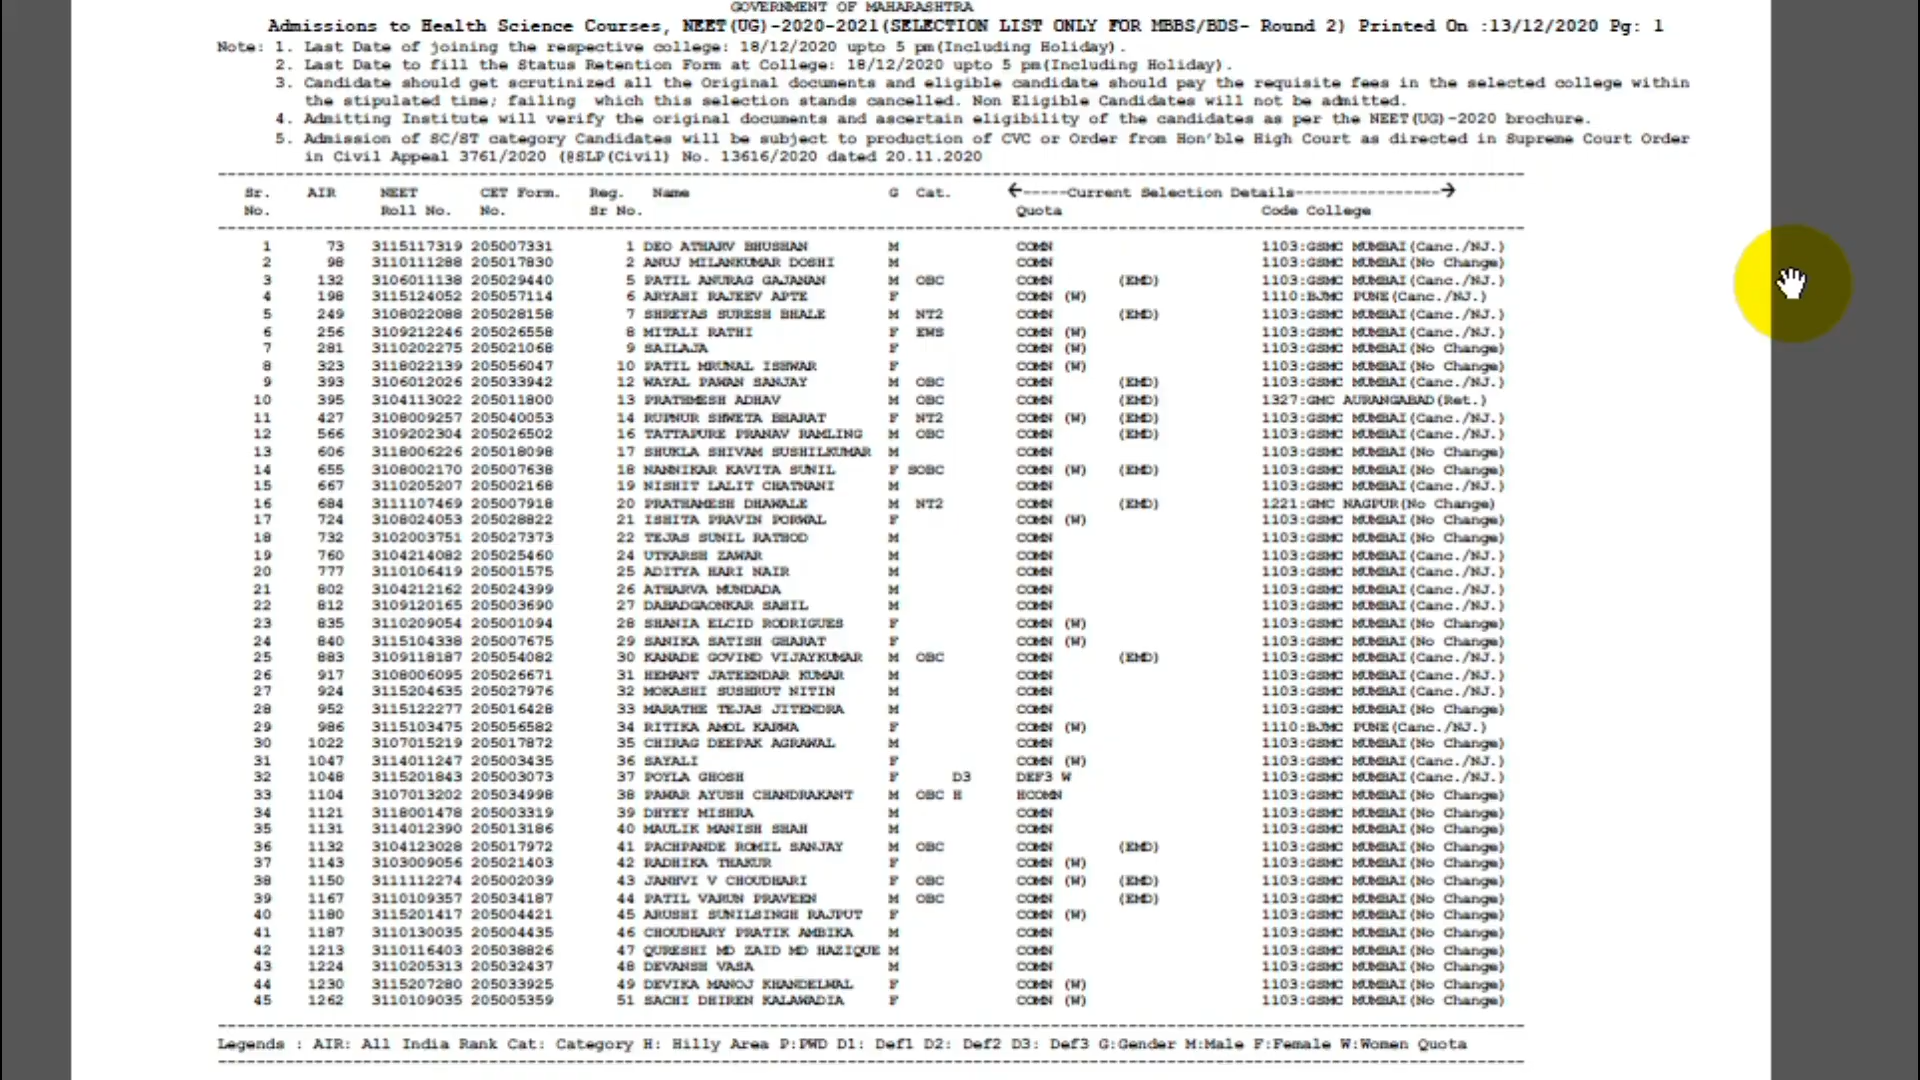 GOVERNMENT OF MAHARASHTRA
Admissions to Health Science Courses, NEET(UG)-2020-2021(SELECTION LIST ONLY FOR MBBS/BDS- Round 2) Printed On :13/12/2020 Pg: 1
Note: 1. Last Date of joining the respective college: 18/12/2020 upto 5 pm(Including Holiday).
2. Last Date to fill the Status Retention Form at College: 18/12/2020 upto 5 pm(Including Holiday).
3. Candidate should get scrutinized all the Original documents and eligible candidate should pay the requisite fees in the selected college within
the stipulated time; failing which this selection stands cancelled. Non Eligible Candidates will not be admitted.
4. Admitting Institute will verify the original documents and ascertain eligibility of the candidates as per the NEET(UG)-2020 brochure.
5. Admission of SC/ST category Candidates will be subject to production of CVC or Order from Hon'ble High Court as directed in Supreme Court Order
in Civil Appeal 3761/2020 (@SLP(Civil) No. 13616/2020 dated 20.11.2020
Sr. AIR NEET CET Form. Reg. Name G Cat. ←-----Current Selection Details----------------→
No. Roll No. No. Sr No. Quota Code College
1 73 3115117319 205007331 1 DEO ATHARV BHUSHAN M COMN 1103:GSMC MUMBAI(Canc./NJ.)
2 98 3110111288 205017830 2 ANUJ MILANKUMAR DOSHI M COMN 1103:GSMC MUMBAI(No Change)
3 132 3106011138 205029440 5 PATIL ANURAG GAJANAN M OBC COMN (EMD) 1103:GSMC MUMBAI(Canc./NJ.)
4 198 3115124052 205057114 6 ARYAHI RAJEEV APTE F COMN (W) 1110:BJMC PUNE(Canc./NJ.)
5 249 3108022088 205028158 7 SHREYAS SURESH BHALE M NT2 COMN (EMD) 1103:GSMC MUMBAI(Canc./NJ.)
6 256 3109212246 205026558 8 MITALI RATHI F EWS COMN (W) 1103:GSMC MUMBAI(Canc./NJ.)
7 281 3110202275 205021068 9 SAILAJA F COMN (W) 1103:GSMC MUMBAI(No Change)
8 323 3118022139 205056047 10 PATIL MRUNAL ISHWAR F COMN (W) 1103:GSMC MUMBAI(No Change)
9 393 3106012026 205033942 12 WAYAL PAWAN SANJAY M OBC COMN (EMD) 1103:GSMC MUMBAI(Canc./NJ.)
10 395 3104113022 205011800 13 PRATHMESH ADHAV M OBC COMN (EMD) 1327:GMC AURANGABAD(Ret.)
11 427 3108009257 205040053 14 RUPNUR SHWETA BHARAT F NT2 COMN (W) (EMD) 1103:GSMC MUMBAI(Canc./NJ.)
12 566 3109202304 205026502 16 TATTAPURE PRANAV RAMLING M OBC COMN (EMD) 1103:GSMC MUMBAI(Canc./NJ.)
13 606 3118006226 205018098 17 SHUKLA SHIVAM SUSHILKUMAR M COMN 1103:GSMC MUMBAI(No Change)
14 655 3108002170 205007638 18 NANNIKAR KAVITA SUNIL F SOBC COMN (W) (EMD) 1103:GSMC MUMBAI(Canc./NJ.)
15 667 3110205207 205002168 19 NISHIT LALIT CHATNANI M COMN 1103:GSMC MUMBAI(Canc./NJ.)
16 684 3111107469 205007918 20 PRATHAMESH DHAWALE M NT2 COMN (EMD) 1221:GMC NAGPUR(No Change)
17 724 3108024053 205028822 21 ISHITA PRAVIN PORWAL F COMN (W) 1103:GSMC MUMBAI(No Change)
18 732 3102003751 205027373 22 TEJAS SUNIL RATHOD M COMN 1103:GSMC MUMBAI(No Change)
19 760 3104214082 205025460 24 UTKARSH ZAWAR M COMN 1103:GSMC MUMBAI(Canc./NJ.)
20 777 3110106419 205001575 25 ADITYA HARI NAIR M COMN 1103:GSMC MUMBAI(Canc./NJ.)
21 802 3104212162 205024399 26 ATHARVA MUNDADA M COMN 1103:GSMC MUMBAI(Canc./NJ.)
22 812 3109120165 205003690 27 DABADGAONKAR SAHIL M COMN 1103:GSMC MUMBAI(Canc./NJ.)
23 835 3110209054 205001094 28 SHANIA ELCID RODRIGUES F COMN (W) 1103:GSMC MUMBAI(Canc./NJ.)
24 840 3115104338 205007675 29 SANIKA SATISH GHARAT F COMN (W) 1103:GSMC MUMBAI(Canc./NJ.)
25 883 3109118187 205054082 30 KANADE GOVIND VIJAYKUMAR M OBC COMN (EMD) 1103:GSMC MUMBAI(Canc./NJ.)
26 917 3108006095 205026671 31 HEMANT JATEENDAR KUMAR M COMN 1103:GSMC MUMBAI(Canc./NJ.)
27 924 3115204635 205027976 32 MOKASHI SUSHRUT NITIN M COMN 1103:GSMC MUMBAI(Canc./NJ.)
28 952 3115122277 205016428 33 MARATHE TEJAS JITENDRA M COMN 1103:GSMC MUMBAI(No Change)
29 986 3115103475 205056582 34 RITIKA AMOL KARWA F COMN (W) 1110:BJMC PUNE(Canc./NJ.)
30 1022 3107015219 205017872 35 CHIRAG DEEPAK AGRAWAL M COMN 1103:GSMC MUMBAI(No Change)
31 1047 3114011247 205003435 36 SAYALI F COMN (W) 1103:GSMC MUMBAI(Canc./NJ.)
32 1048 3115201843 205003073 37 POYLA GHOSH F D3 DEF3 W 1103:GSMC MUMBAI(Canc./NJ.)
33 1104 3107013202 205034998 38 PAWAR AYUSH CHANDRAKANT M OBC H HCOMN 1103:GSMC MUMBAI(No Change)
34 1121 3118001478 205003319 39 DHYEY MISHRA M COMN 1103:GSMC MUMBAI(No Change)
35 1131 3114012390 205013186 40 MAULIK MANISH SHAH M COMN 1103:GSMC MUMBAI(No Change)
36 1132 3104123028 205017972 41 PACHPANDE ROMIL SANJAY M OBC COMN (EMD) 1103:GSMC MUMBAI(No Change)
37 1143 3103009056 205021403 42 RADHIKA THAKUR F COMN (W) 1103:GSMC MUMBAI(No Change)
38 1150 3111112274 205002039 43 JANHVI V CHOUDHARI F OBC COMN (W) (EMD) 1103:GSMC MUMBAI(No Change)
39 1167 3110109357 205034187 44 PATIL VARUN PRAVEEN M OBC COMN (EMD) 1103:GSMC MUMBAI(No Change)
40 1180 3115201417 205004421 45 ARUSHI SUNILSINGH RAJPUT F COMN (W) 1103:GSMC MUMBAI(No Change)
41 1187 3110130035 205004435 46 CHOUDHARY PRATIK AMBIKA M COMN 1103:GSMC MUMBAI(No Change)
42 1213 3110116403 205038826 47 QURESHI MD ZAID MD HAZIQUE M COMN 1103:GSMC MUMBAI(No Change)
43 1224 3110205313 205032437 48 DEVANSH VASA M COMN 1103:GSMC MUMBAI(No Change)
44 1230 3115207280 205033925 49 DEVIKA MANOJ KHANDELWAL F COMN (W) 1103:GSMC MUMBAI(No Change)
45 1262 3110109035 205005359 51 SACHI DHIREN KALAWADIA F COMN (W) 1103:GSMC MUMBAI(No Change)
Legends : AIR: All India Rank Cat: Category H: Hilly Area P:PWD D1: Def1 D2: Def2 D3: Def3 G:Gender M:Male F:Female W:Women Quota